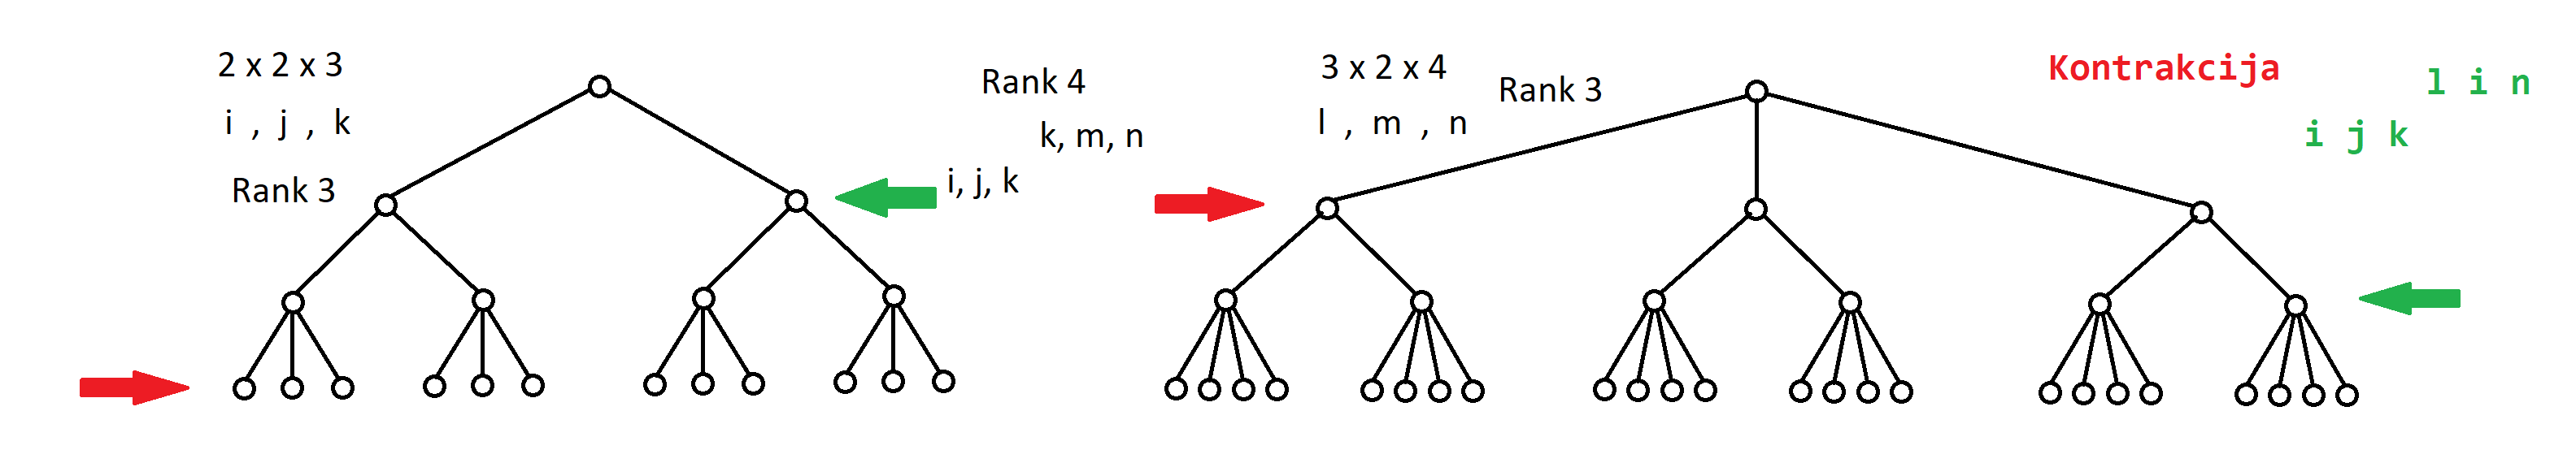 2 x 2 x 3
i , j , k
Rank 3
Rank 4
k, m, n
i, j, k
3 x 2 x 4
l , m , n
Rank 3
Kontrakcija
l i n
i j k